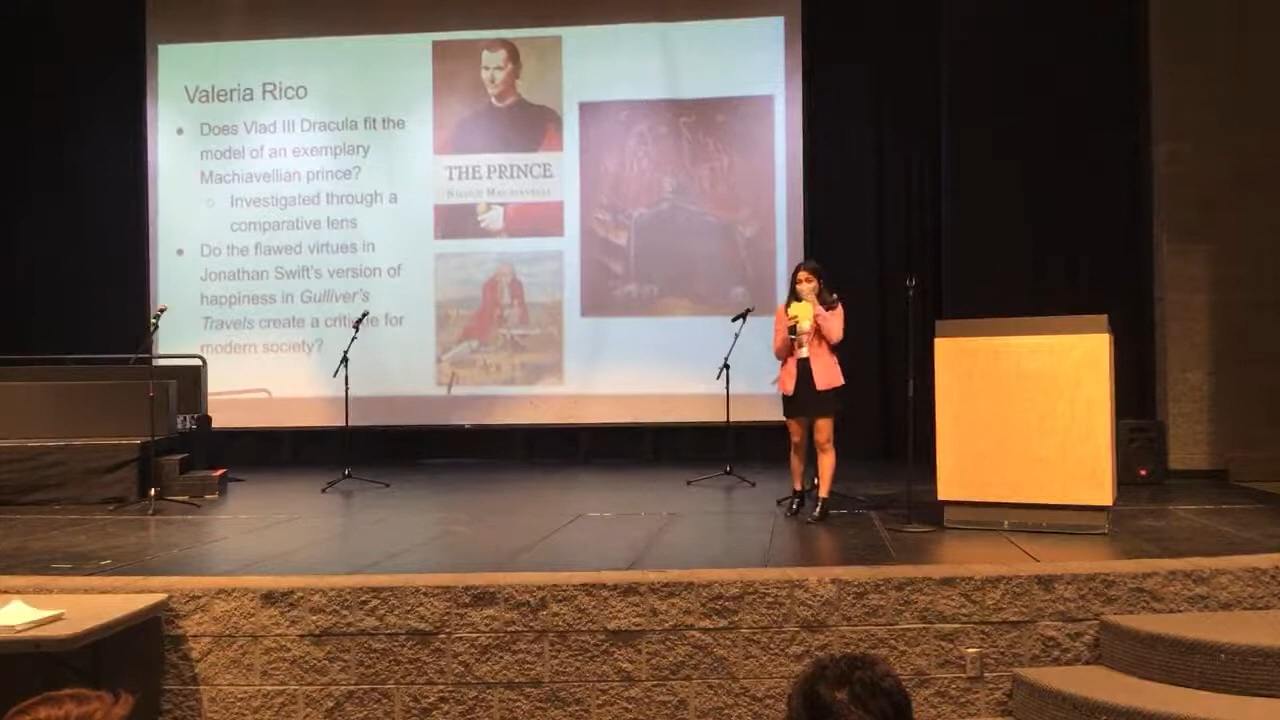 Valeria Rico
● Does Vlad III Dracula fit the
model of an exemplary
Machiavellian prince?
○ Investigated through a
comparative lens
● Do the flawed virtues in
Jonathan Swift's version of
happiness in Gulliver's
Travels create a critique for
modern society?
THE PRINCE
NICCOLÒ MACHIAVELLI